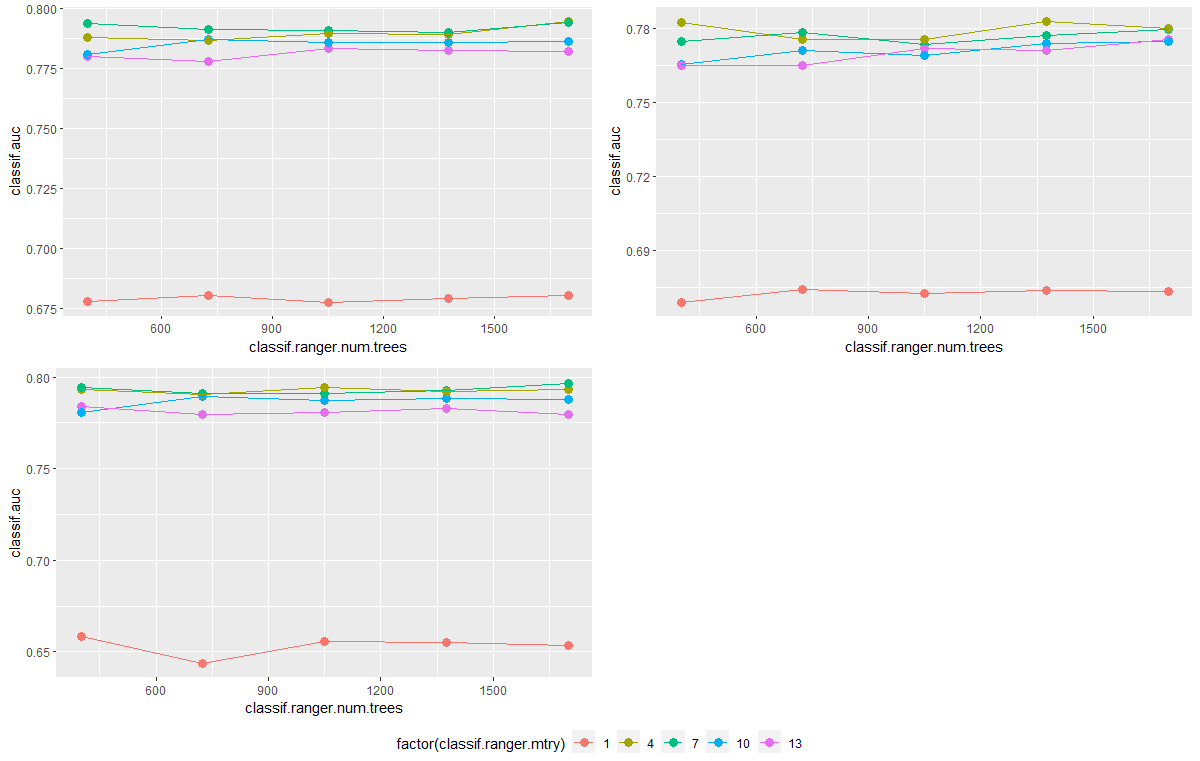 0.800
0.775
0.750
0.725
0.700
0.675
classif.auc
600 900 1200 1500
classif.ranger.num.trees
0.78
0.75
0.72
0.69
classif.auc
600 900 1200 1500
classif.ranger.num.trees
0.80
0.75
0.70
0.65
classif.auc
600 900 1200 1500
classif.ranger.num.trees
factor(classif.ranger.mtry) 1 4 7 10 13